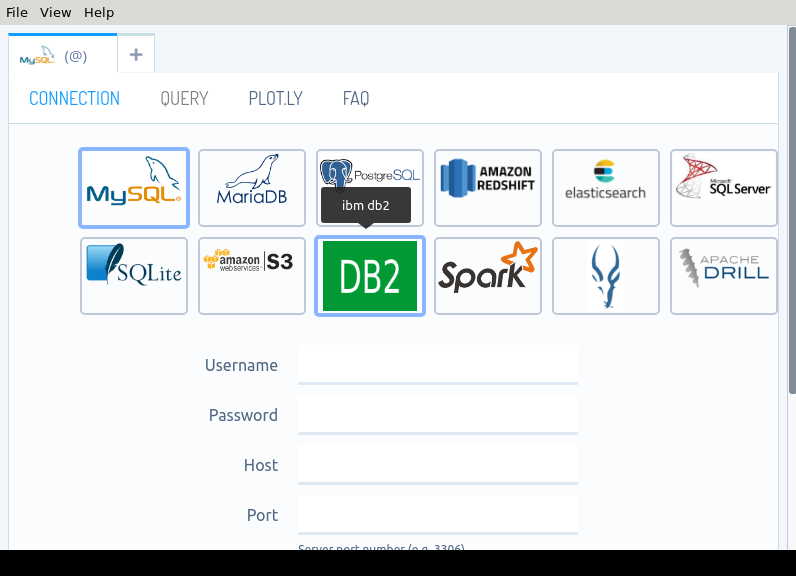 File View Help
MySQL (@) +
CONNECTION QUERY PLOT.LY FAQ
MySQL MariaDB PostgreSQL AMAZON REDSHIFT elasticsearch Microsoft SQL Server
ibm db2
SQLite amazon webservices S3 DB2 Spark APACHE DRILL
Username
Password
Host
Port
Server port number (e.g. 3306)